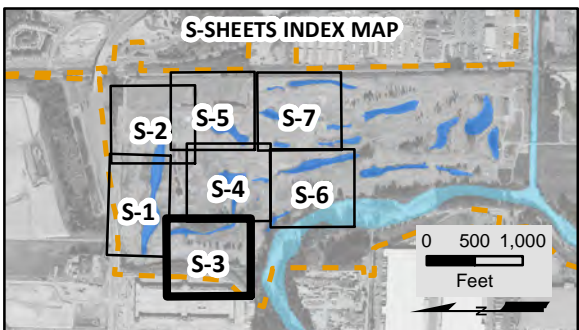 S-SHEETS INDEX MAP
S-5
S-7
S-2
S-4
S-6
S-1
S-3
0 500 1,000
Feet
N